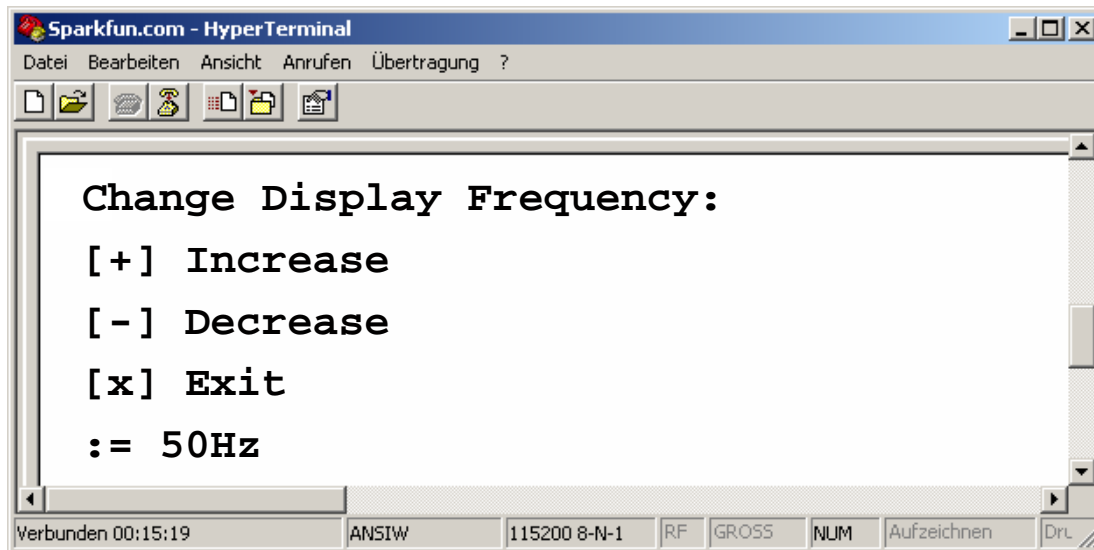 Sparkfun.com - HyperTerminal
Datei Bearbeiten Ansicht Anrufen Übertragung ?
Change Display Frequency:
[+] Increase
[-] Decrease
[x] Exit
:= 50Hz
Verbunden 00:15:19 ANSIW 115200 8-N-1 RF GROSS NUM Aufzeichnen Dru